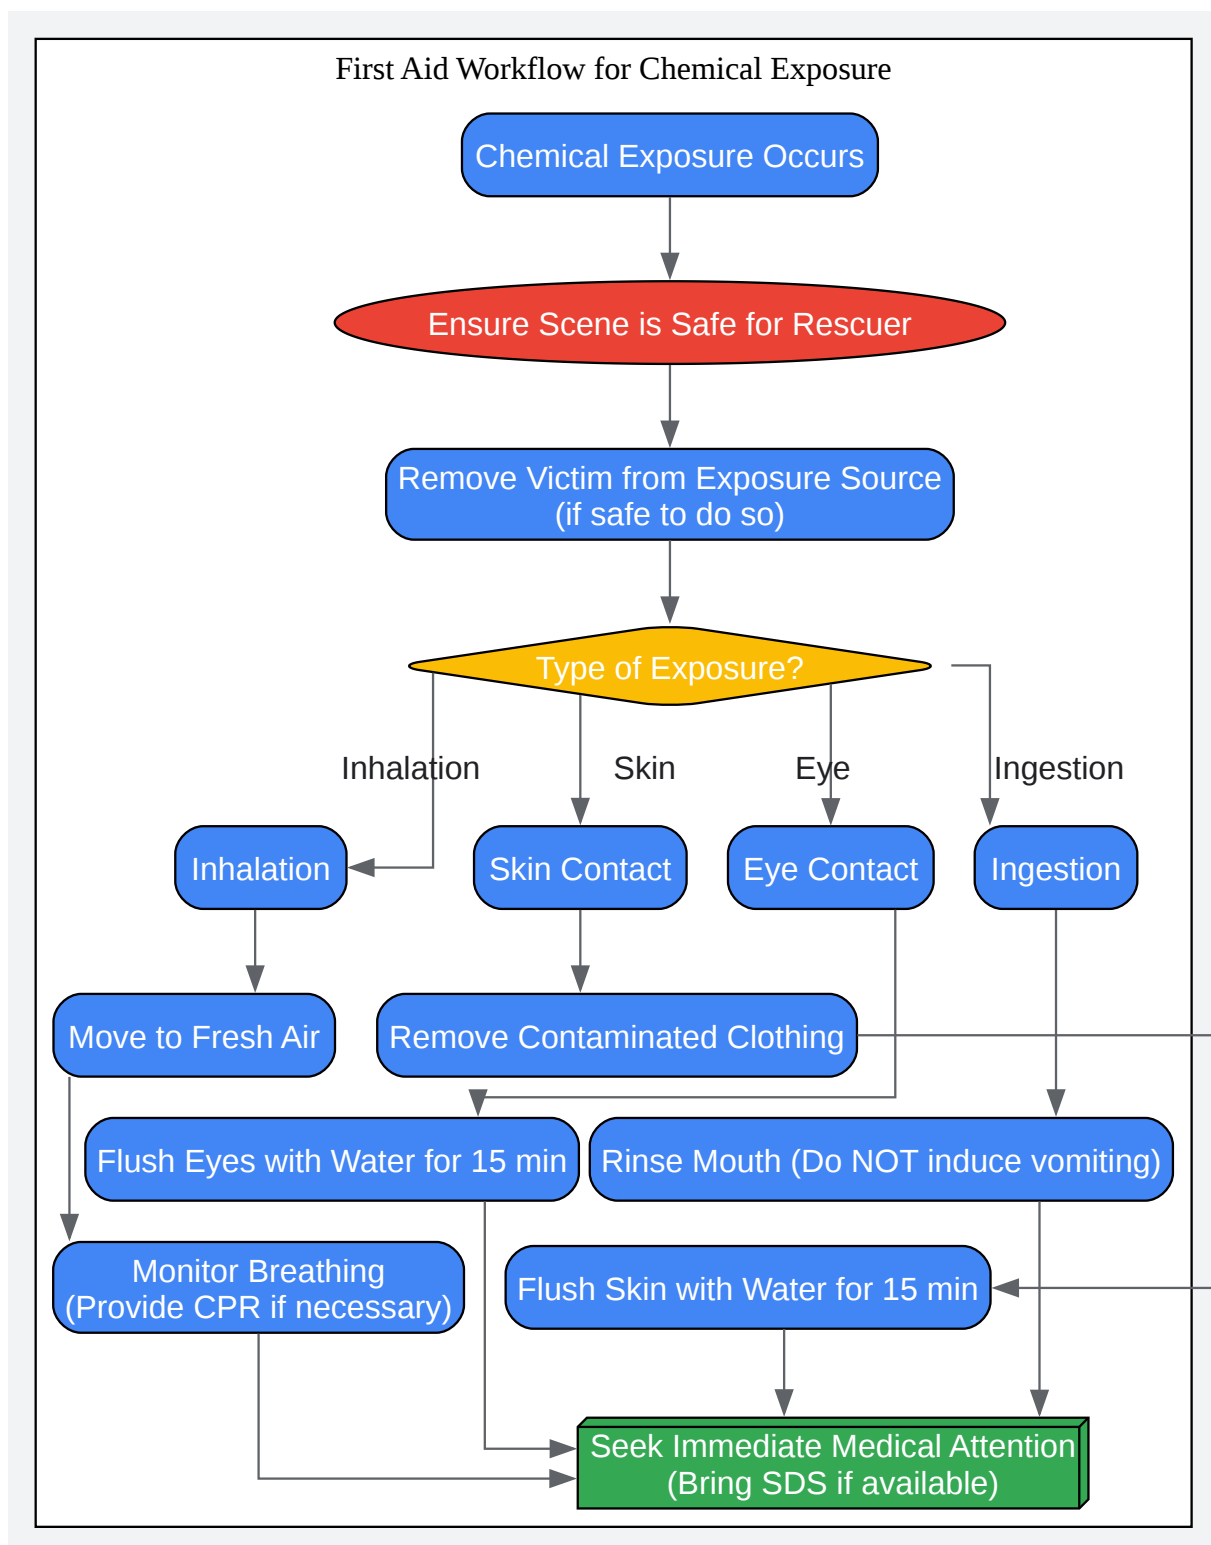 First Aid Workflow for Chemical Exposure
Chemical Exposure Occurs
Ensure Scene is Safe for Rescuer
Remove Victim from Exposure Source
(if safe to do so)
Type of Exposure?
Inhalation
Skin
Eye
Ingestion
Inhalation
Skin Contact
Eye Contact
Ingestion
Move to Fresh Air
Remove Contaminated Clothing
Flush Eyes with Water for 15 min
Rinse Mouth (Do NOT induce vomiting)
Monitor Breathing
(Provide CPR if necessary)
Flush Skin with Water for 15 min
Seek Immediate Medical Attention
(Bring SDS if available)